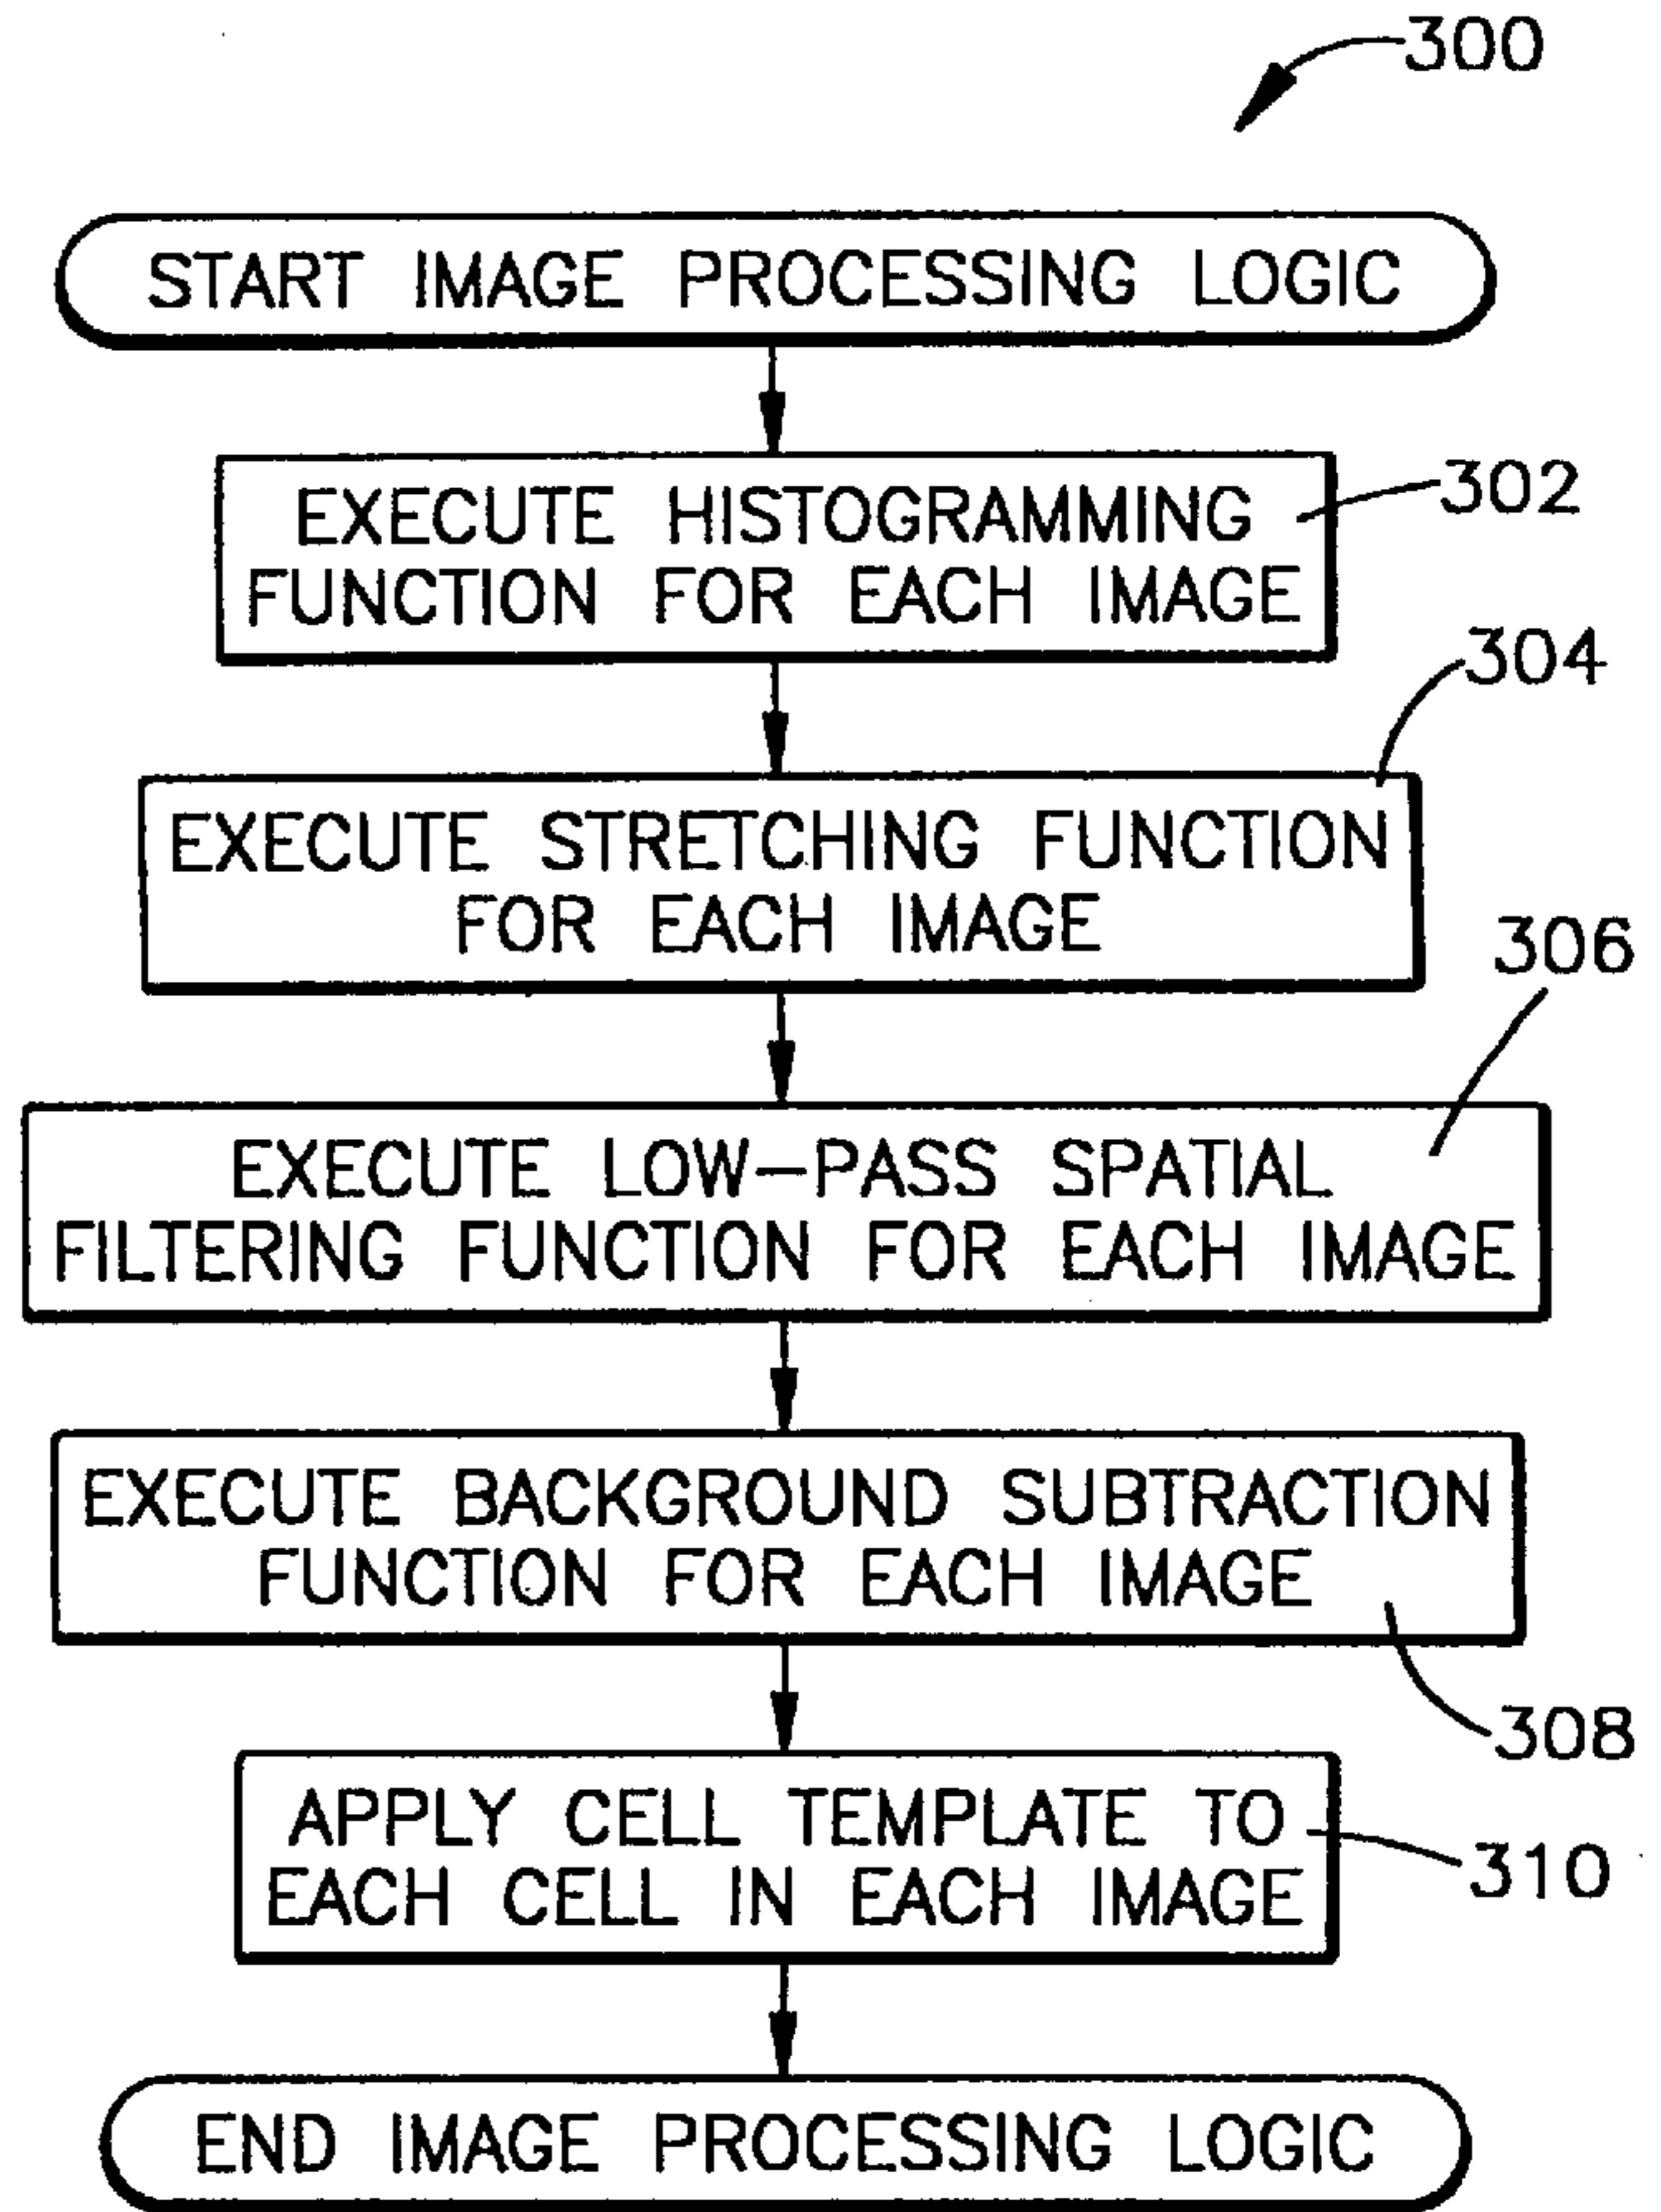 300
START IMAGE PROCESSING LOGIC
EXECUTE HISTOGRAMMING
FUNCTION FOR EACH IMAGE
302
304
EXECUTE STRETCHING FUNCTION
FOR EACH IMAGE
306
EXECUTE LOW-PASS SPATIAL
FILTERING FUNCTION FOR EACH IMAGE
EXECUTE BACKGROUND SUBTRACTION
FUNCTION FOR EACH IMAGE
308
APPLY CELL TEMPLATE TO
EACH CELL IN EACH IMAGE
310
END IMAGE PROCESSING LOGIC